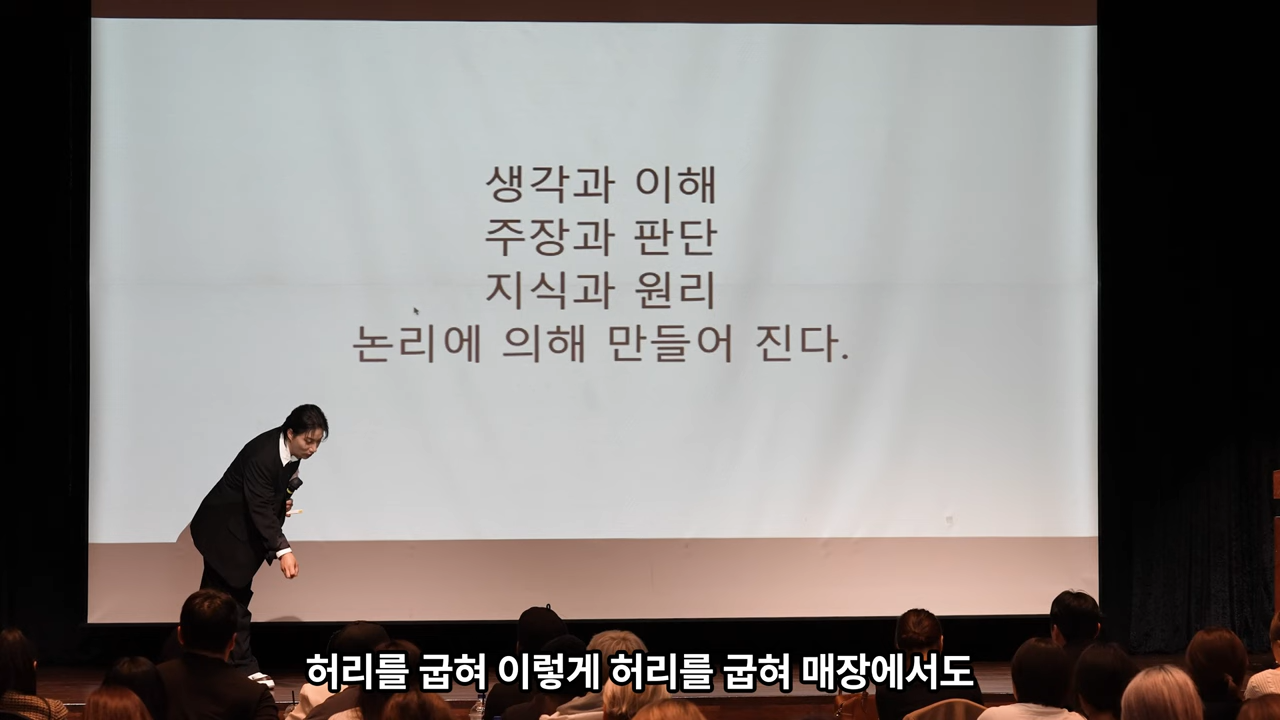 생각과 이해
주장과 판단
지식과 원리
논리에 의해 만들어 진다.
허리를 굽혀 이렇게 허리를 굽혀 매장에서도